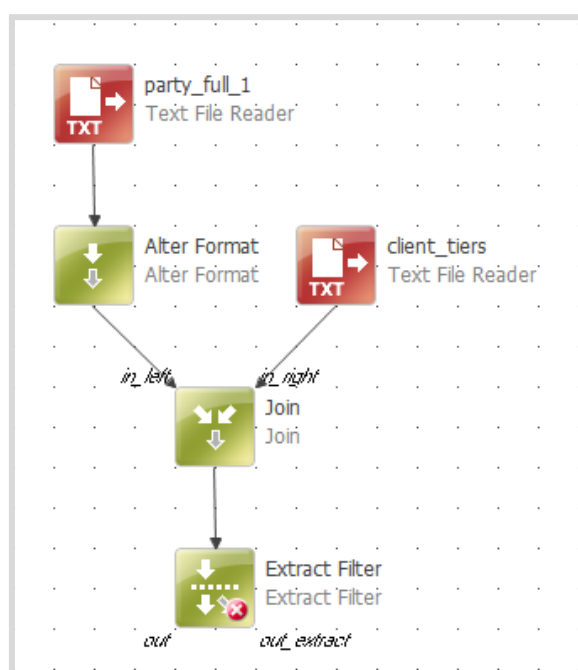 party_full_1
Text File Reader
TXT
Alter Format
Alter Format
client_tiers
Text File Reader
TXT
in_left
in_right
Join
Join
Extract Filter
Extract Filter
out
out_extract